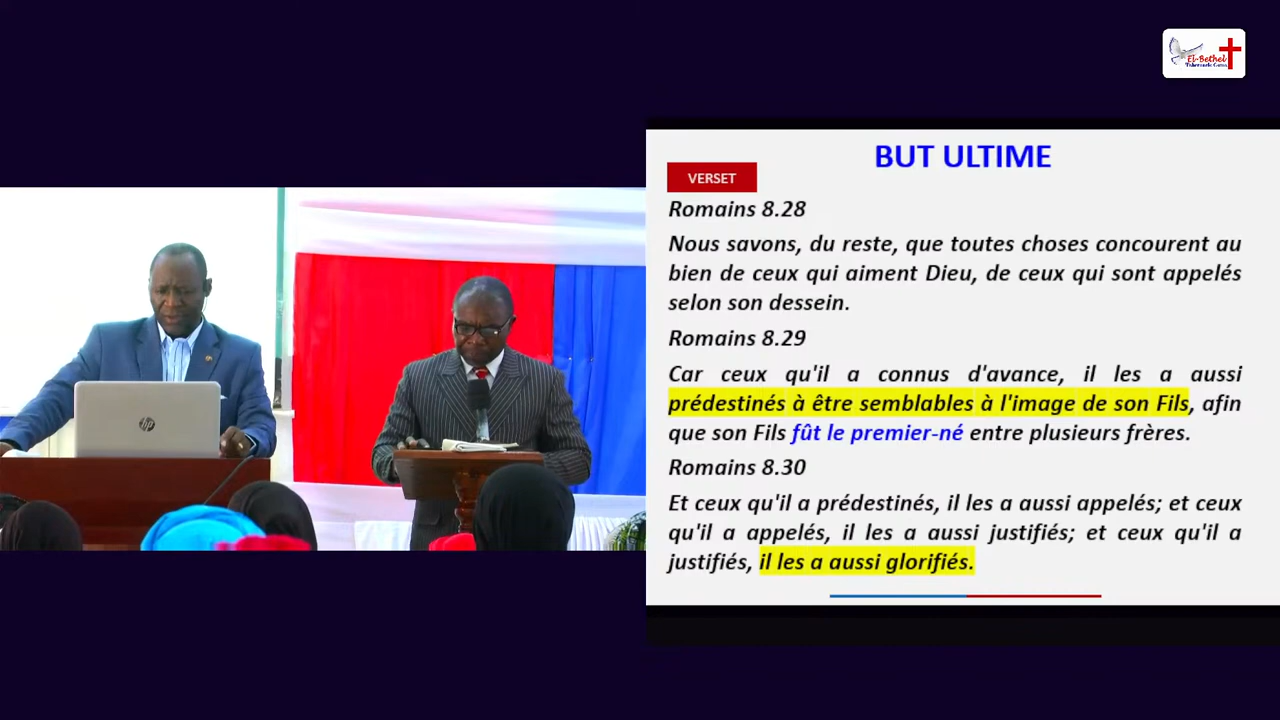 El-Bethel
BUT ULTIME
VERSET
Romains 8.28
Nous savons, du reste, que toutes choses concourent au
bien de ceux qui aiment Dieu, de ceux qui sont appelés
selon son dessein.
Romains 8.29
Car ceux qu'il a connus d'avance, il les a aussi
prédestinés à être semblables à l'image de son Fils, afin
que son Fils fût le premier-né entre plusieurs frères.
Romains 8.30
Et ceux qu'il a prédestinés, il les a aussi appelés; et ceux
qu'il a appelés, il les a aussi justifiés; et ceux qu'il a
justifiés, il les a aussi glorifiés.
hp